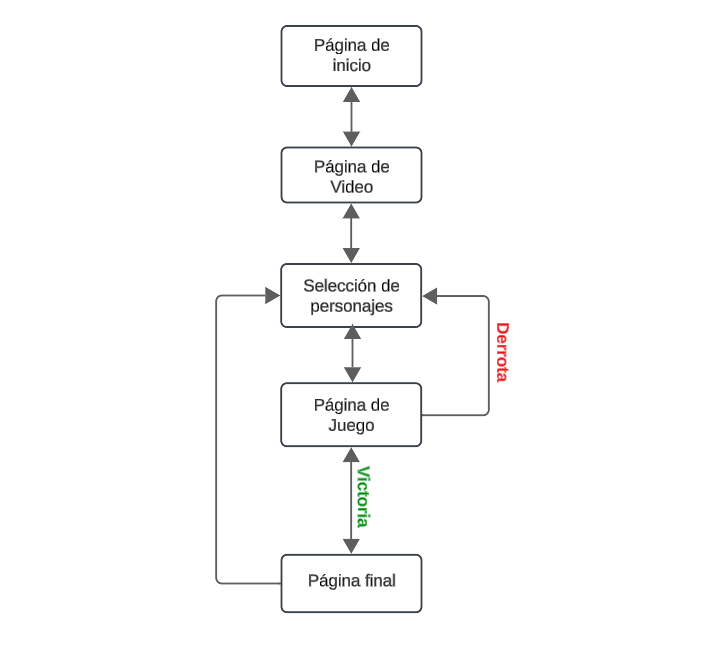 Página de
inicio
Página de
Video
Selección de
personajes
Derrota
Página de
Juego
Victoria
Página final